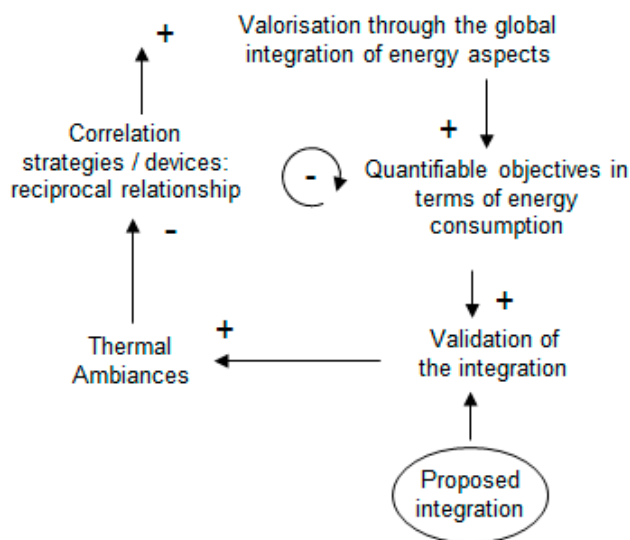 +
Valorisation through the global
integration of energy aspects
+
Correlation
strategies / devices:
reciprocal relationship
-
Quantifiable objectives in
terms of energy
consumption
-
+
+
Thermal
Ambiances
Validation of
the integration
Proposed
integration